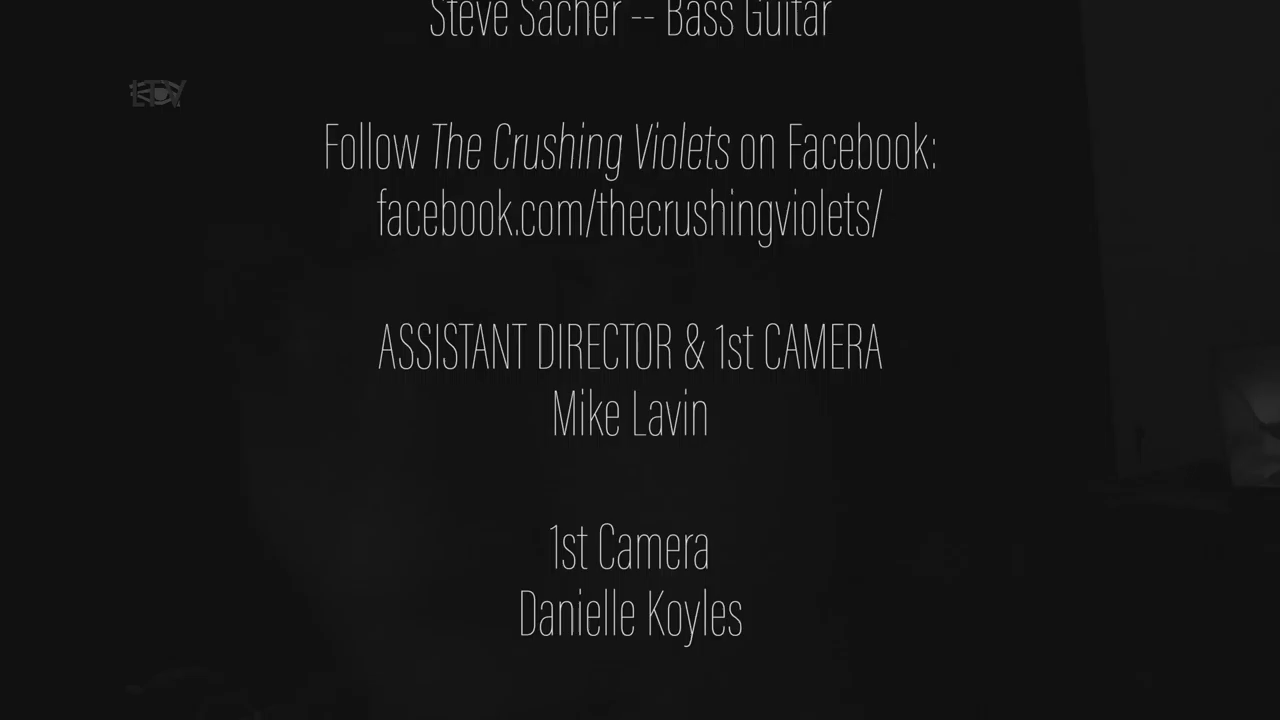 Steve Sacher -- Bass Guitar
Follow The Crushing Violets on Facebook:
facebook.com/thecrushingviolets/
ASSISTANT DIRECTOR & 1st CAMERA
Mike Lavin
1st Camera
Danielle Koyles